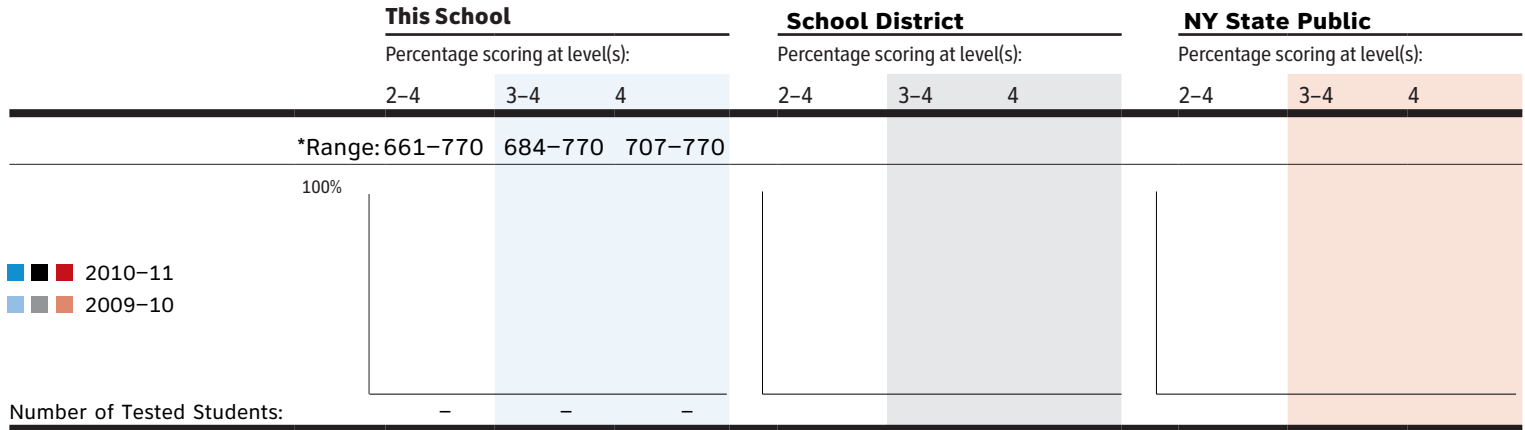 This School School District NY State Public
Percentage scoring at level(s): Percentage scoring at level(s): Percentage scoring at level(s):
2–4 3–4 4 2–4 3–4 4 2–4 3–4 4
*Range: 661–770 684–770 707–770
100%
2010–11
2009–10
Number of Tested Students: – – –